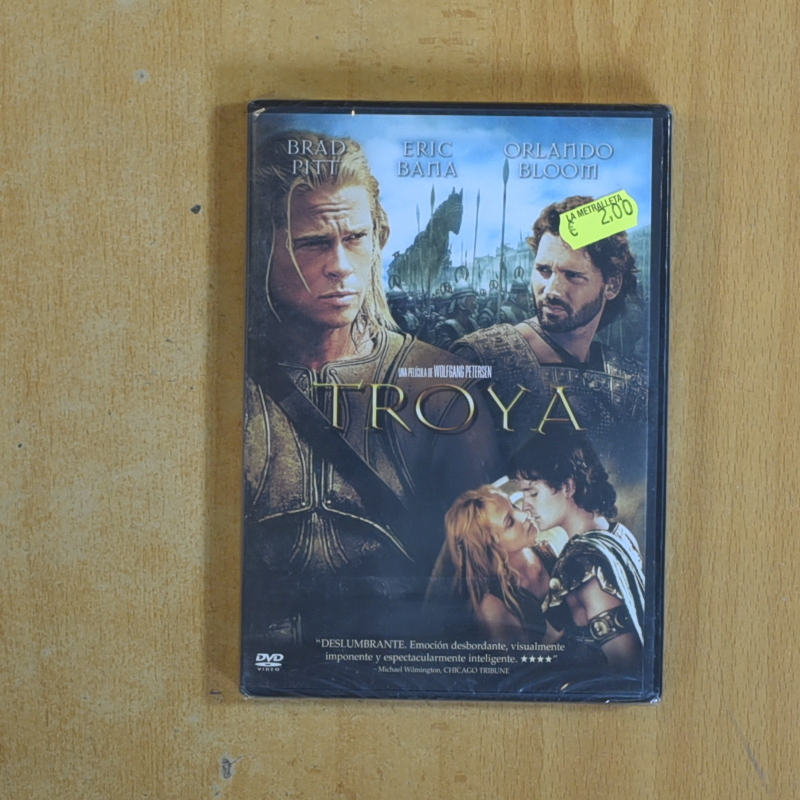 BRAD
PITT
ERIC
BANA
ORLANDO
BLOOM
LA METRALLETA
€ 2,00
UNA PELÍCULA DE WOLFGANG PETERSEN
TROYA
"DESLUMBRANTE. Emoción desbordante, visualmente
imponente y espectacularmente inteligente. ★★★★"
- Michael Wilmington, CHICAGO TRIBUNE
DVD
VIDEO